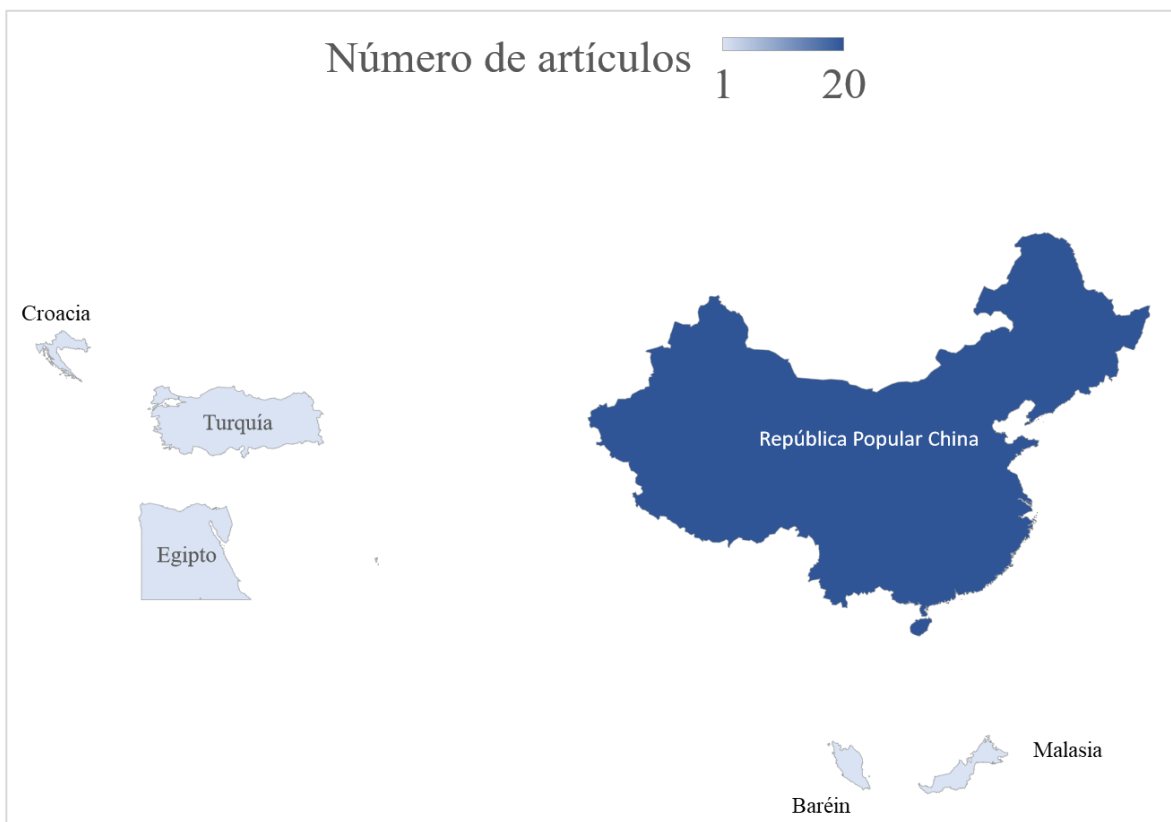 Número de artículos
1 20
Croacia
Turquía
República Popular China
Egipto
Malasia
Baréin